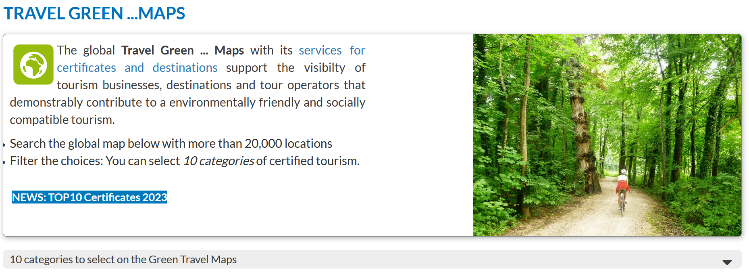 TRAVEL GREEN ...MAPS
The global Travel Green ... Maps with its services for
certificates and destinations support the visibilty of
tourism businesses, destinations and tour operators that
demonstrably contribute to a environmentally friendly and socially
compatible tourism.
Search the global map below with more than 20,000 locations
Filter the choices: You can select 10 categories of certified tourism.
NEWS: TOP10 Certificates 2023
10 categories to select on the Green Travel Maps